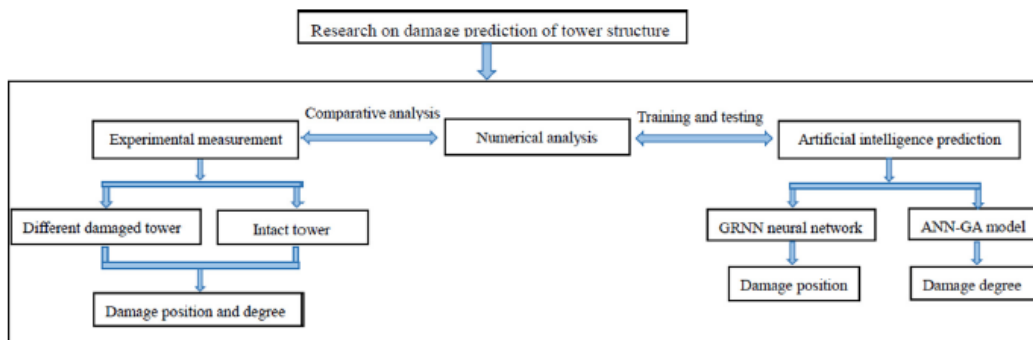 Research on damage prediction of tower structure
Comparative analysis
Training and testing
Experimental measurement
Numerical analysis
Artificial intelligence prediction
Different damaged tower
Intact tower
GRNN neural network
ANN-GA model
Damage position
Damage degree
Damage position and degree